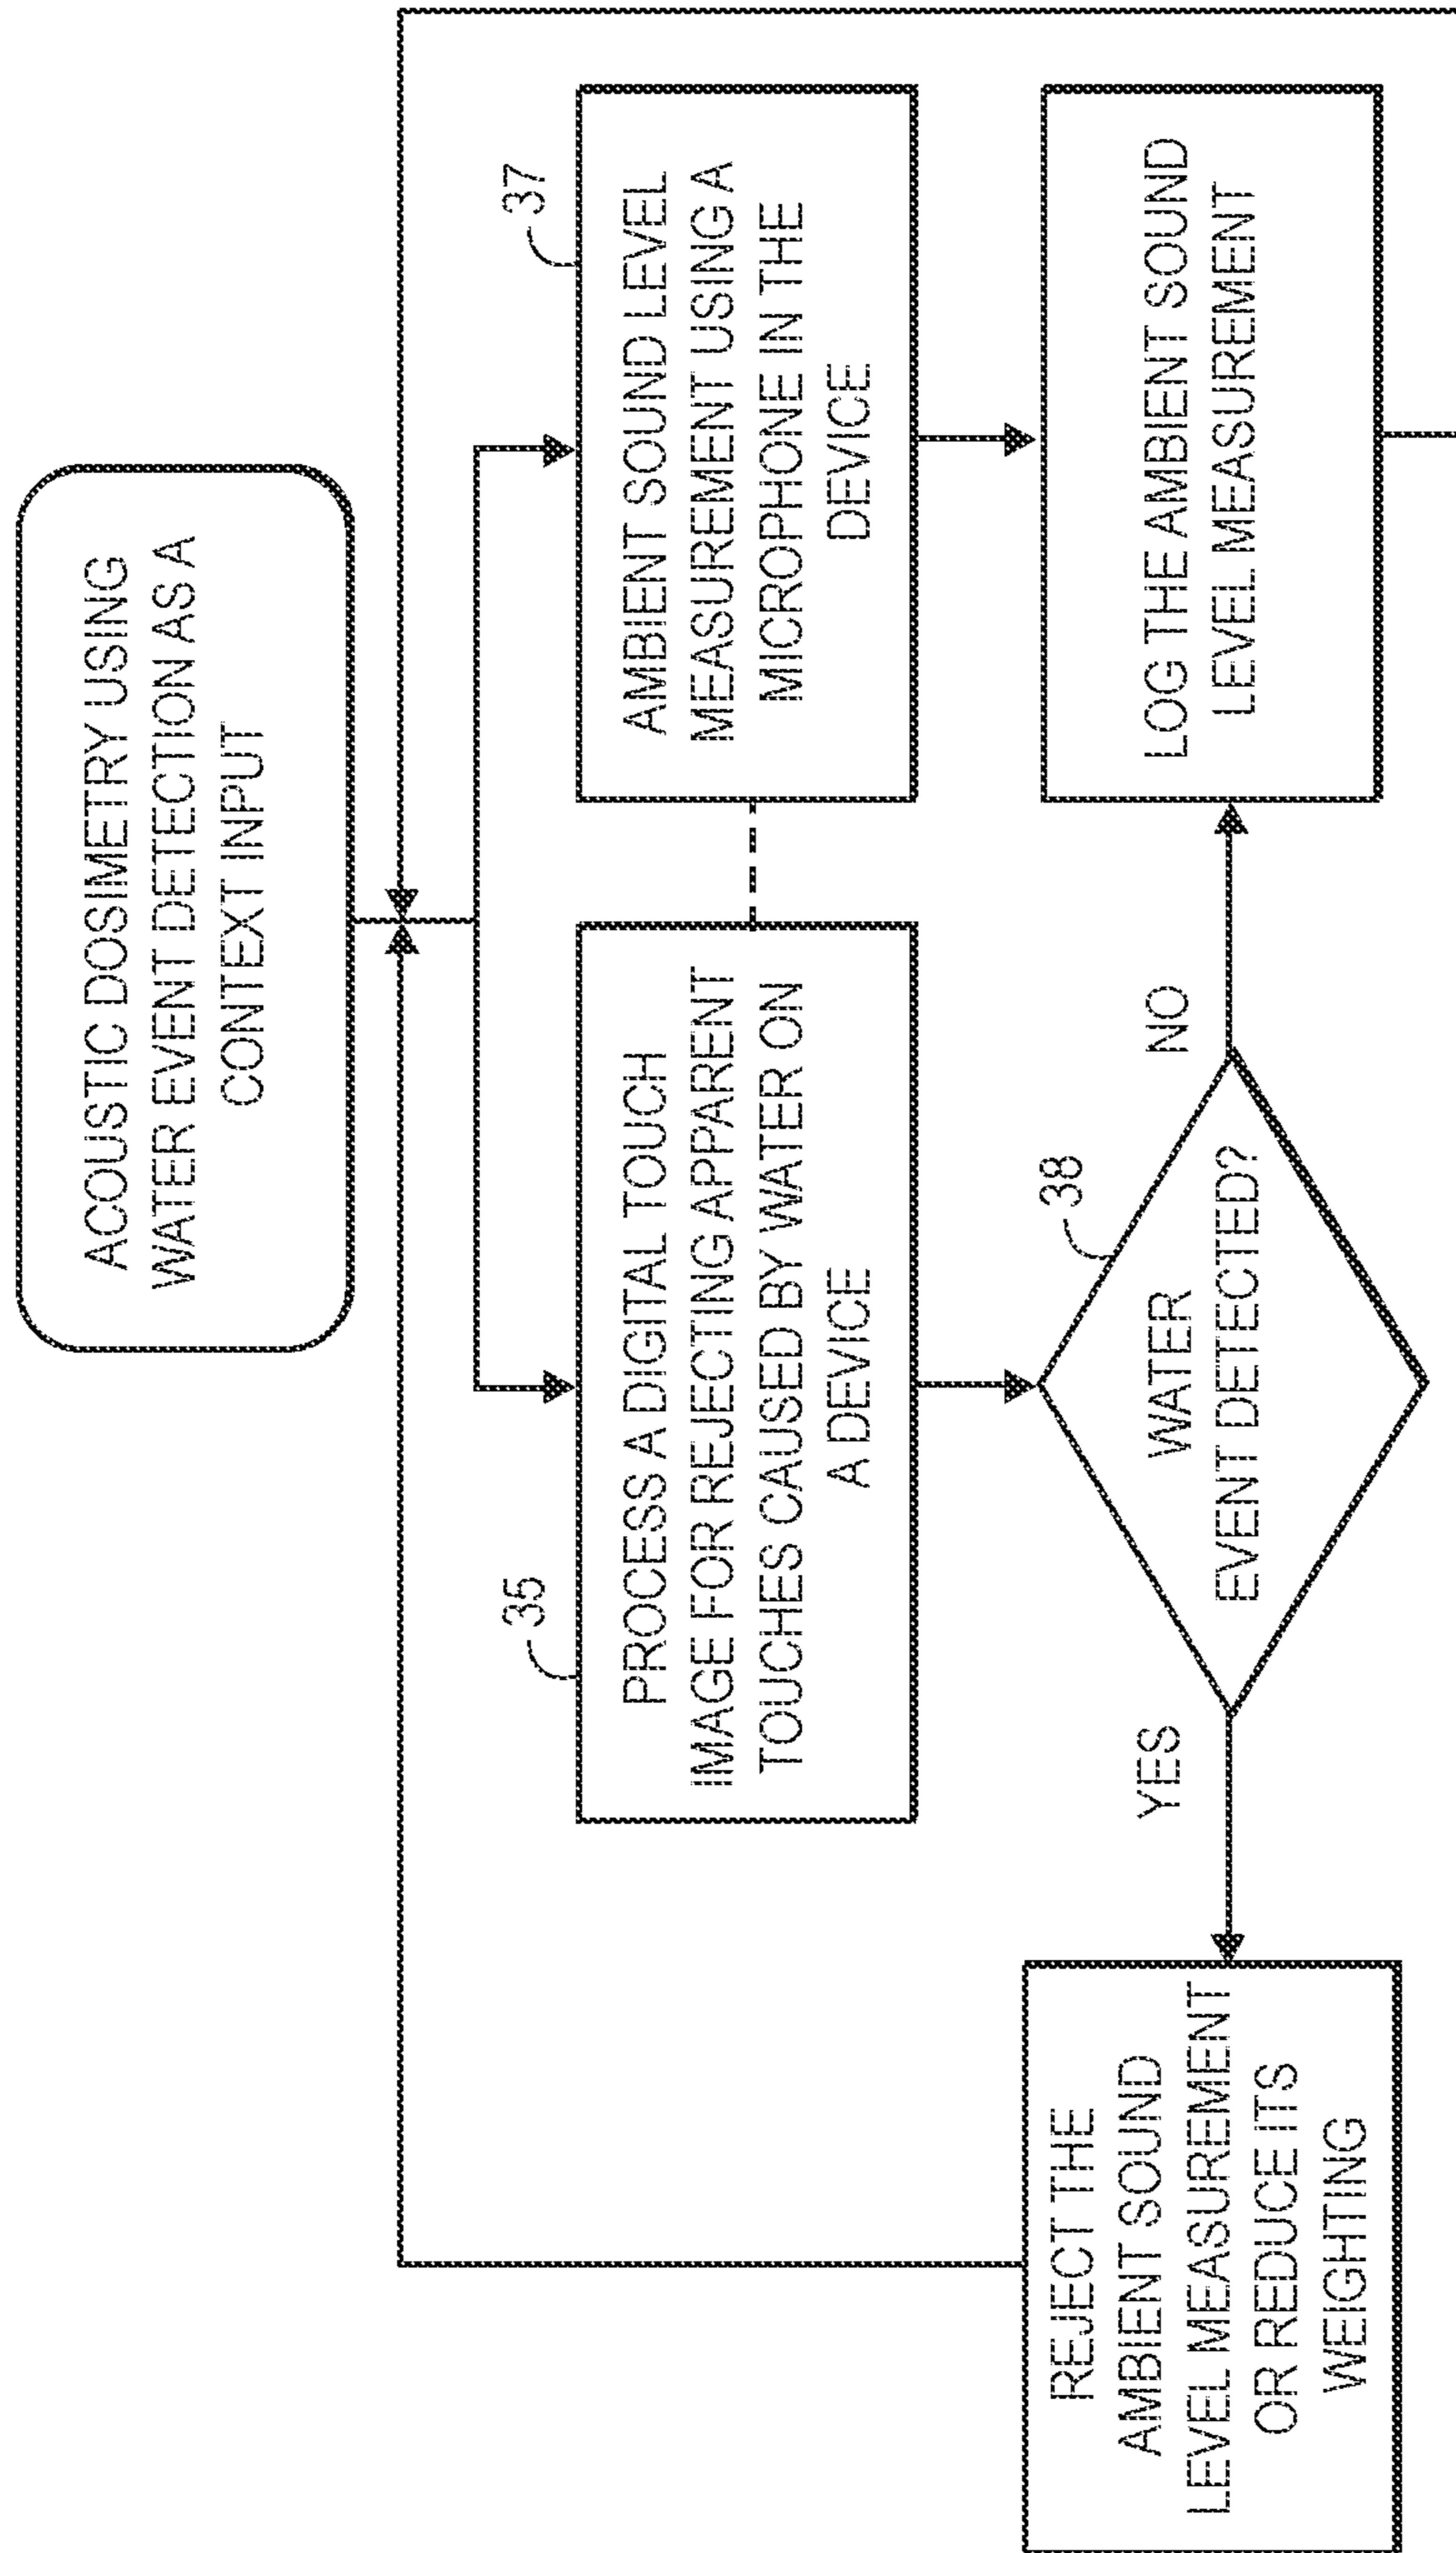 ACOUSTIC DOSIMETRY USING
WATER EVENT DETECTION AS A
CONTEXT INPUT
35
PROCESS A DIGITAL TOUCH
IMAGE FOR REJECTING APPARENT
TOUCHES CAUSED BY WATER ON
A DEVICE
37
AMBIENT SOUND LEVEL
MEASUREMENT USING A
MICROPHONE IN THE
DEVICE
38
WATER
EVENT DETECTED?
YES
NO
REJECT THE
AMBIENT SOUND
LEVEL MEASUREMENT
OR REDUCE ITS
WEIGHTING
LOG THE AMBIENT SOUND
LEVEL MEASUREMENT